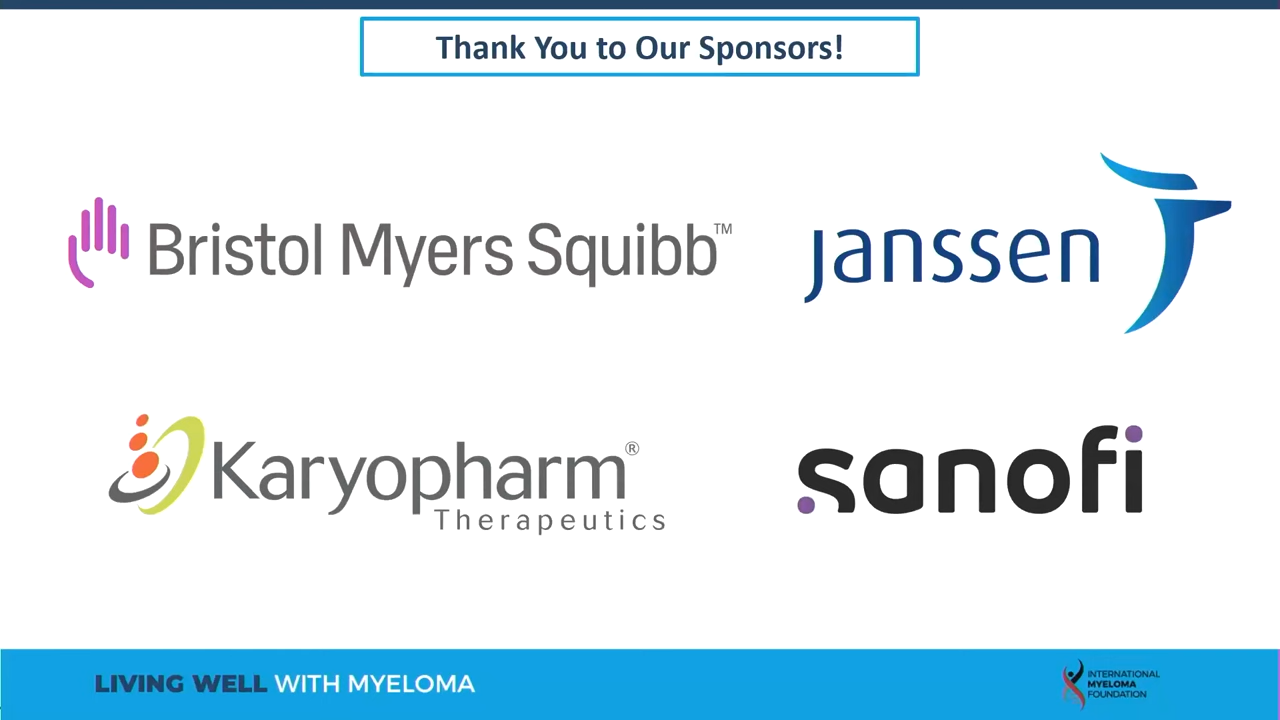 Thank You to Our Sponsors!
Bristol Myers Squibb™
Janssen
Karyopharm®
Therapeutics
sanofi
LIVING WELL WITH MYELOMA
INTERNATIONAL
MYELOMA
FOUNDATION